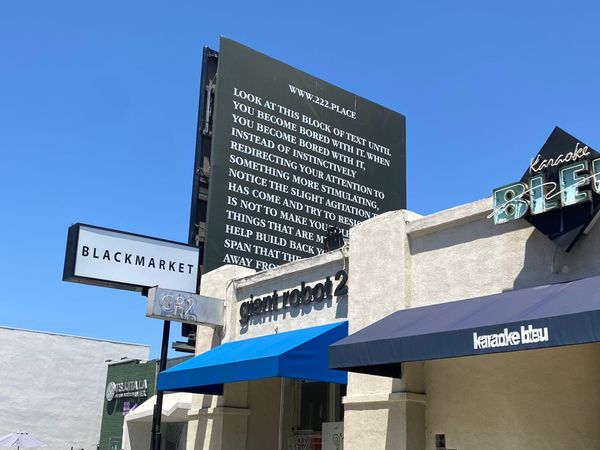 WWW.222.PLACE
LOOK AT THIS BLOCK OF TEXT UNTIL
YOU BECOME BORED WITH IT. WHEN
YOU BECOME BORED WITH IT,
INSTEAD OF INSTINCTIVELY
REDIRECTING YOUR ATTENTION TO
SOMETHING MORE STIMULATING,
NOTICE THE SLIGHT AGITATION
HAS COME AND TRY TO
IS NOT TO MAKE YOU
THINGS THAT ARE
HELP BUILD BACK
SPAN THAT
AWAY
BLACKMARKET
GR2
giant robot 2
Karaoke
BLEU
karaoke bleu
TSUJITA LA